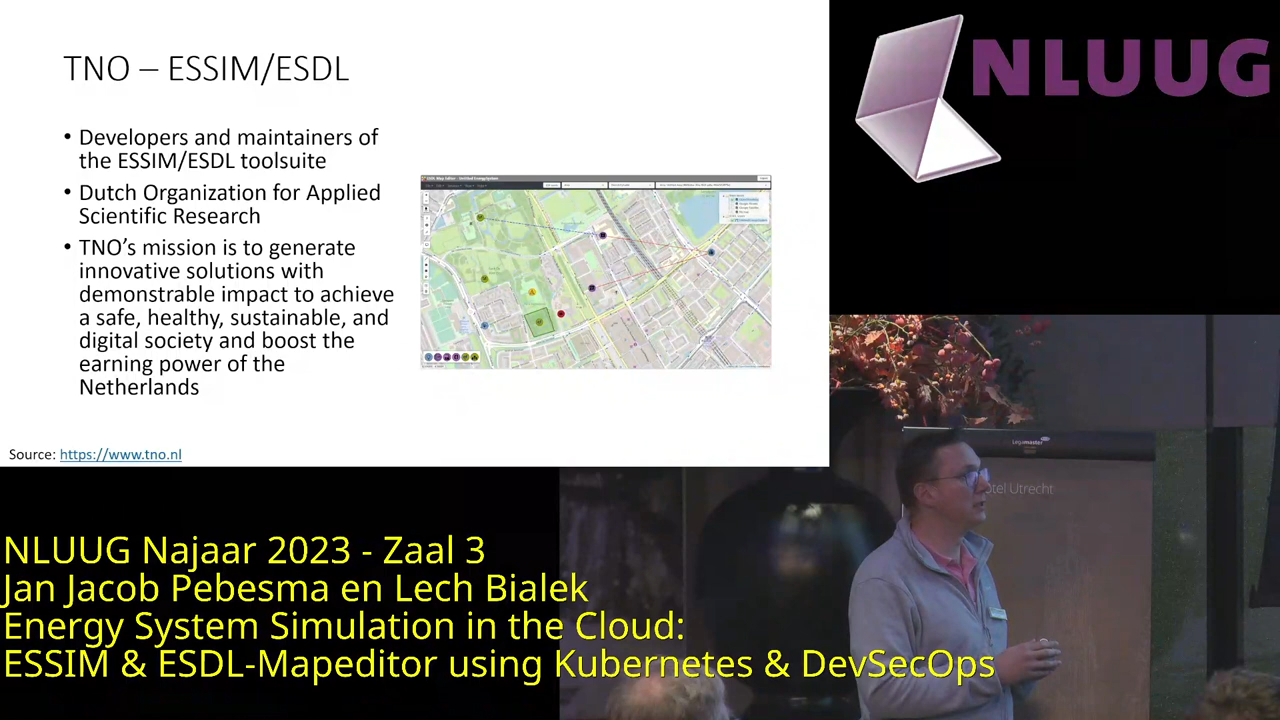 TNO – ESSIM/ESDL
• Developers and maintainers of
the ESSIM/ESDL toolsuite
• Dutch Organization for Applied
Scientific Research
• TNO's mission is to generate
innovative solutions with
demonstrable impact to achieve
a safe, healthy, sustainable, and
digital society and boost the
earning power of the
Netherlands
Source: https://www.tno.nl
NLUUG
Legamaster
otel Utrecht
NLUUG Najaar 2023 - Zaal 3
Jan Jacob Pebesma en Lech Bialek
Energy System Simulation in the Cloud:
ESSIM & ESDL-Mapeditor using Kubernetes & DevSecOps